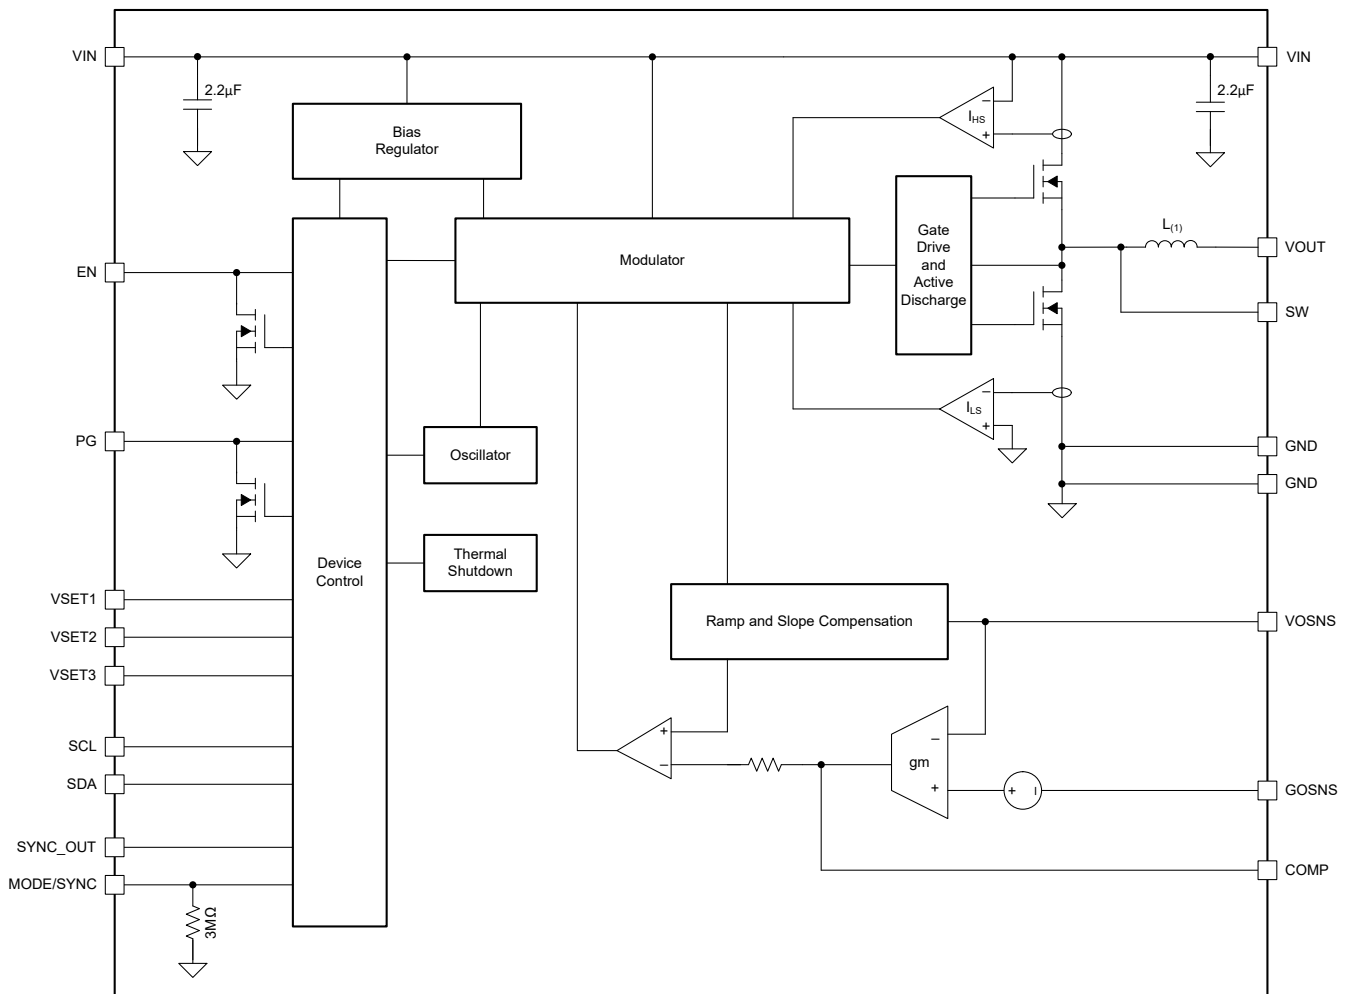 VIN
VIN
2.2µF
2.2µF
Bias
Regulator
I_HS
−
+
Gate
Drive
and
Active
Discharge
L(1)
VOUT
Modulator
EN
SW
I_LS
−
+
PG
GND
Oscillator
GND
Thermal
Shutdown
Device
Control
VSET1
Ramp and Slope Compensation
VOSNS
VSET2
VSET3
+
−
SCL
−
gm
+
SDA
+
I
GOSNS
SYNC_OUT
COMP
MODE/SYNC
3MΩ